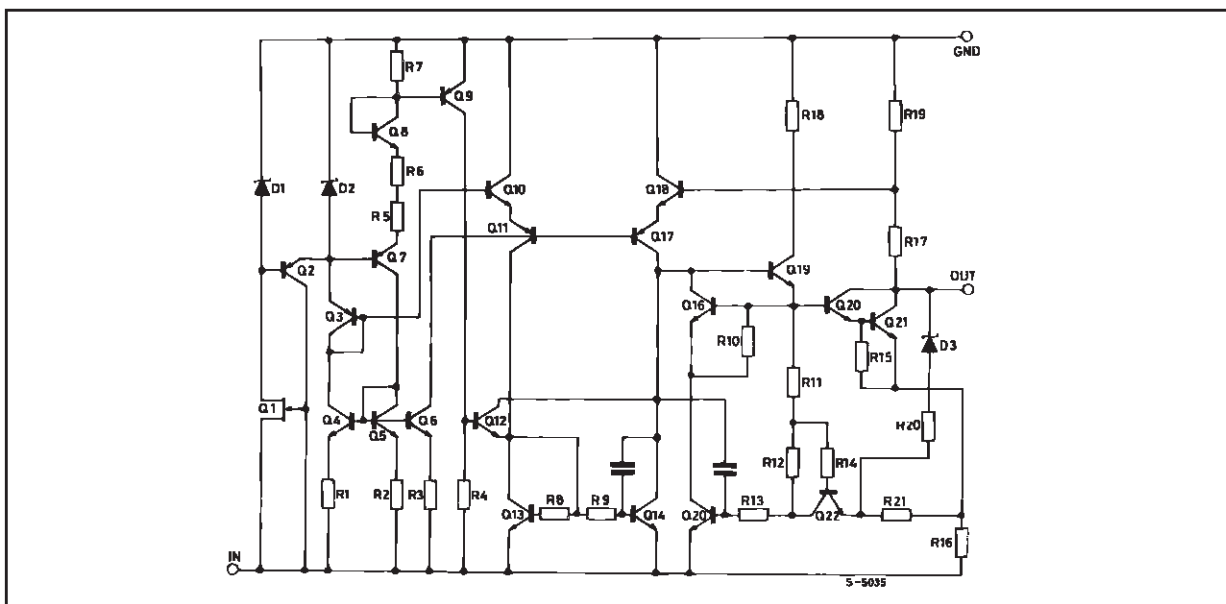 GND
R7
Q9
Q8
R18
R19
R6
D1
D2
Q10
Q18
R5
Q11
Q17
R17
Q7
Q2
Q19
OUT
Q3
Q16
Q20
Q21
R10
R15
D3
R11
Q1
Q4
Q5
Q6
Q12
R20
R12
R14
R1
R2
R3
R4
R8
R9
R13
R21
Q13
Q14
Q20
Q22
R16
IN
S-5035